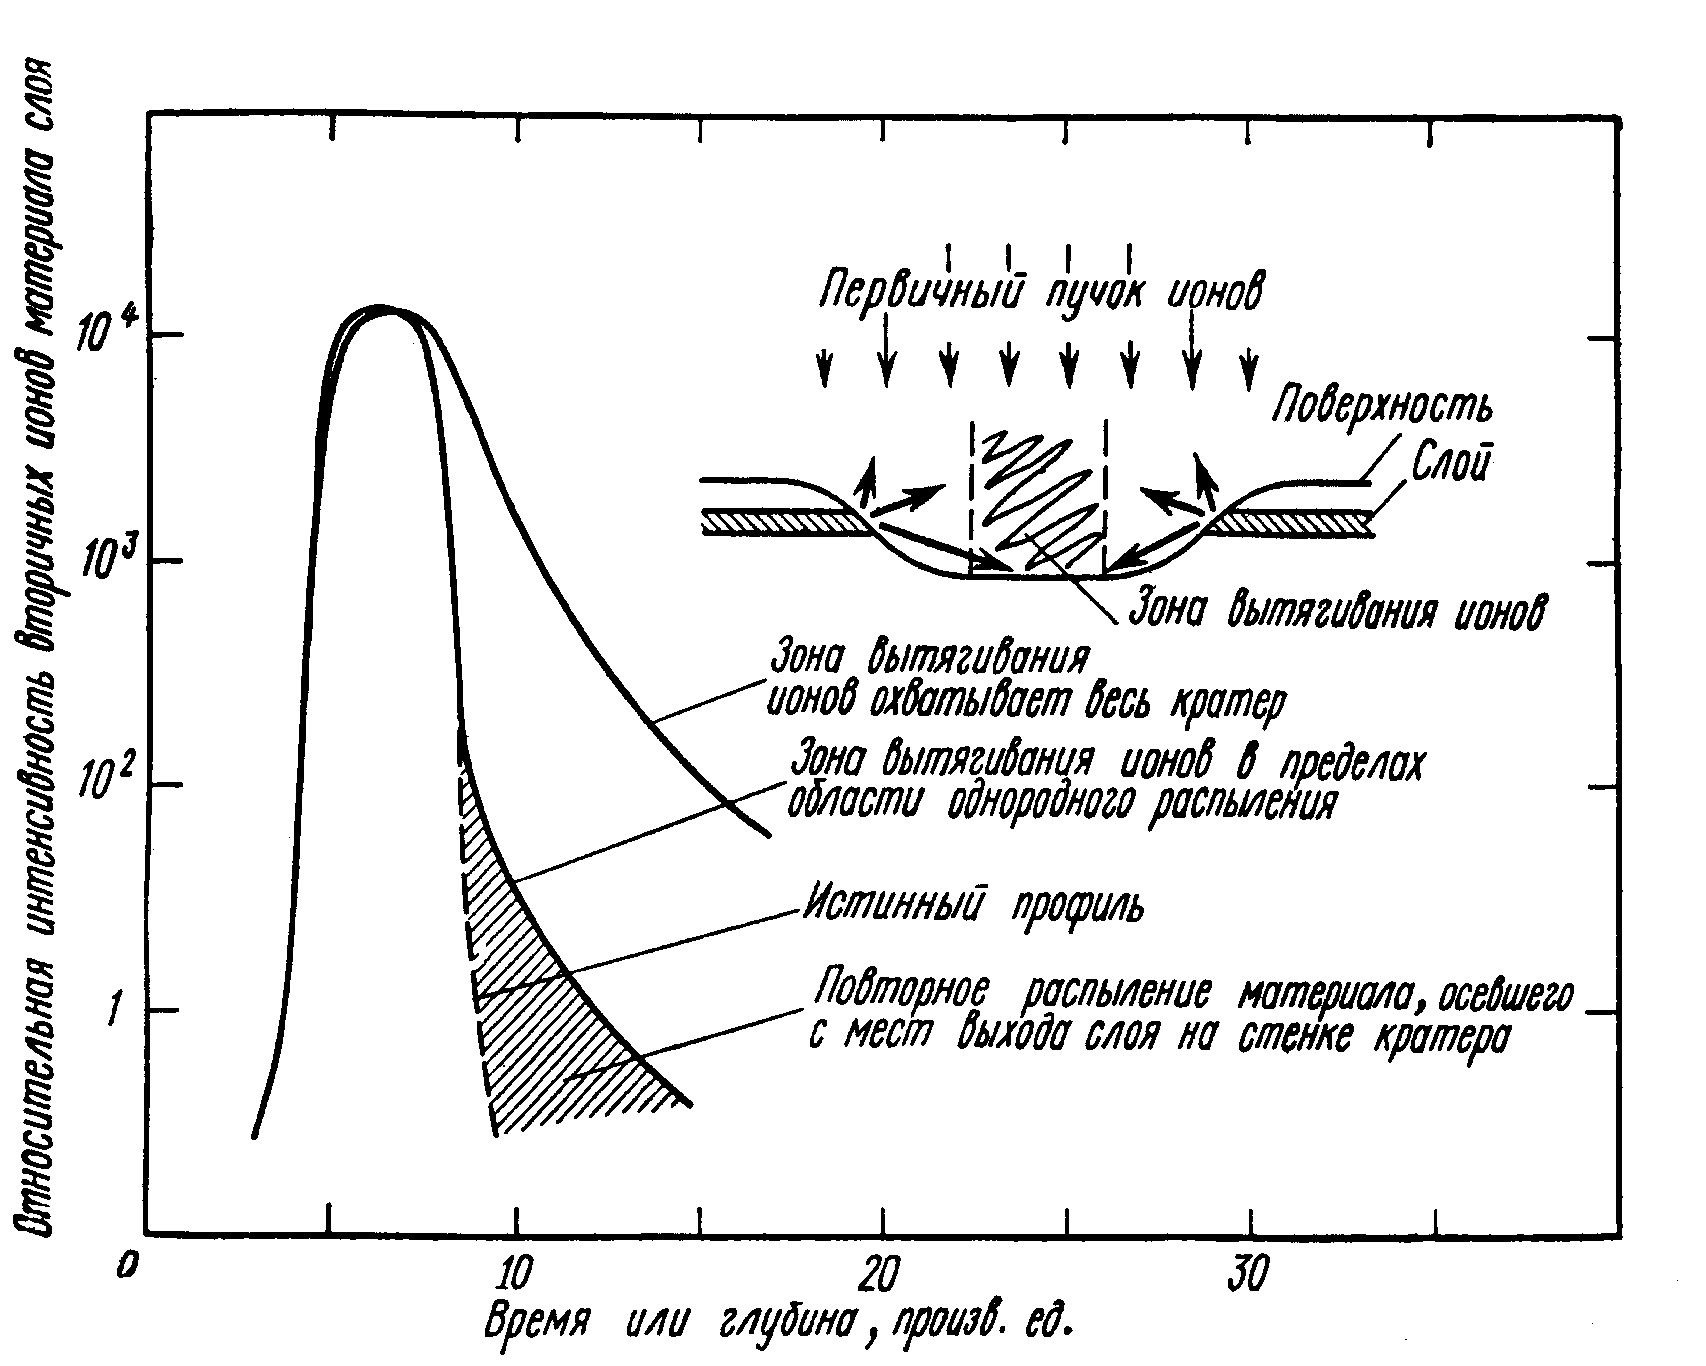 Относительная интенсивность вторичных ионов материала слоя
10⁴
10³
10²
1
0
10
20
30
Время или глубина, произв. ед.
Первичный пучок ионов
Поверхность
Слой
Зона вытягивания ионов
Зона вытягивания
ионов охватывает весь кратер
Зона вытягивания ионов в пределах
области однородного распыления
Истинный профиль
Повторное распыление материала, осевшего
с мест выхода слоя на стенке кратера